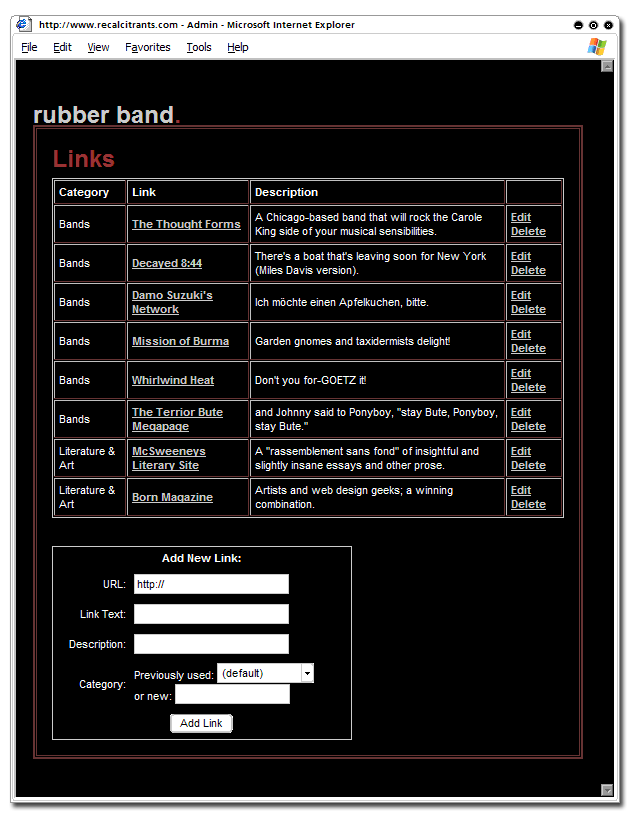 http://www.recalcitrants.com - Admin - Microsoft Internet Explorer
File Edit View Favorites Tools Help
rubber band.
Links
Category Link Description
Bands The Thought Forms A Chicago-based band that will rock the Carole King side of your musical sensibilities. Edit Delete
Bands Decayed 8:44 There's a boat that's leaving soon for New York (Miles Davis version). Edit Delete
Bands Damo Suzuki's Network Ich möchte einen Apfelkuchen, bitte. Edit Delete
Bands Mission of Burma Garden gnomes and taxidermists delight! Edit Delete
Bands Whirlwind Heat Don't you for-GOETZ it! Edit Delete
Bands The Terrior Bute Megapage and Johnny said to Ponyboy, "stay Bute, Ponyboy, stay Bute." Edit Delete
Literature & Art McSweeneys Literary Site A "rassemblement sans fond" of insightful and slightly insane essays and other prose. Edit Delete
Literature & Art Born Magazine Artists and web design geeks; a winning combination. Edit Delete
Add New Link:
URL: http://
Link Text:
Description:
Category: Previously used: (default)
or new:
Add Link